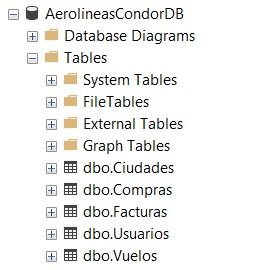 AerolineasCondorDB
Database Diagrams
Tables
System Tables
FileTables
External Tables
Graph Tables
dbo.Ciudades
dbo.Compras
dbo.Facturas
dbo.Usuarios
dbo.Vuelos